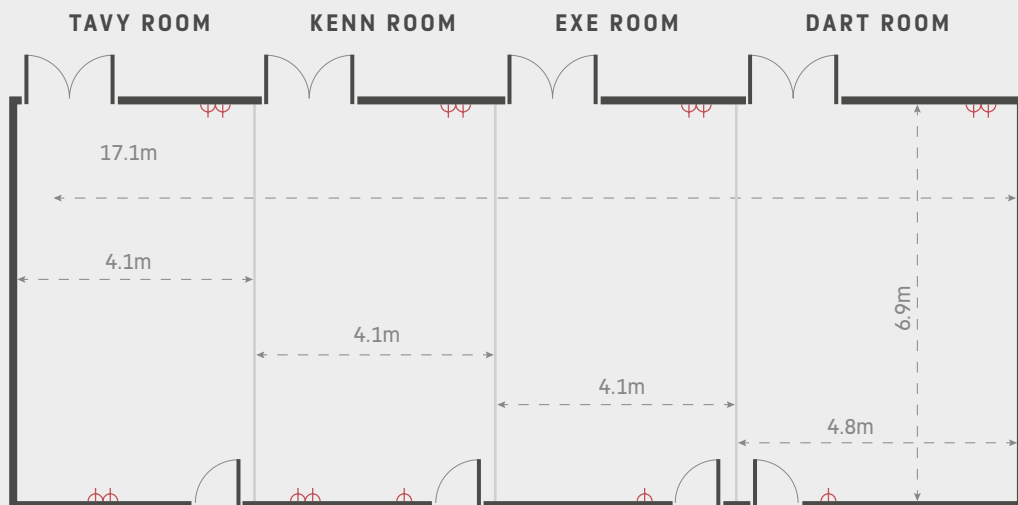 TAVY ROOM
KENN ROOM
EXE ROOM
DART ROOM
17.1m
4.1m
4.1m
4.1m
4.8m
6.9m